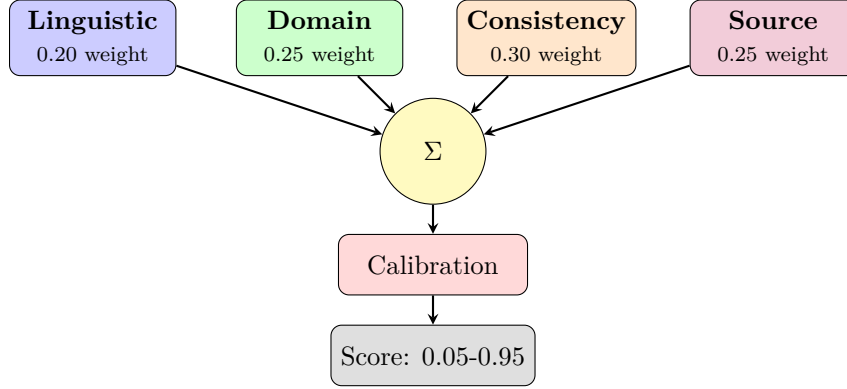 Linguistic
0.20 weight
Domain
0.25 weight
Consistency
0.30 weight
Source
0.25 weight
Σ
Calibration
Score: 0.05-0.95